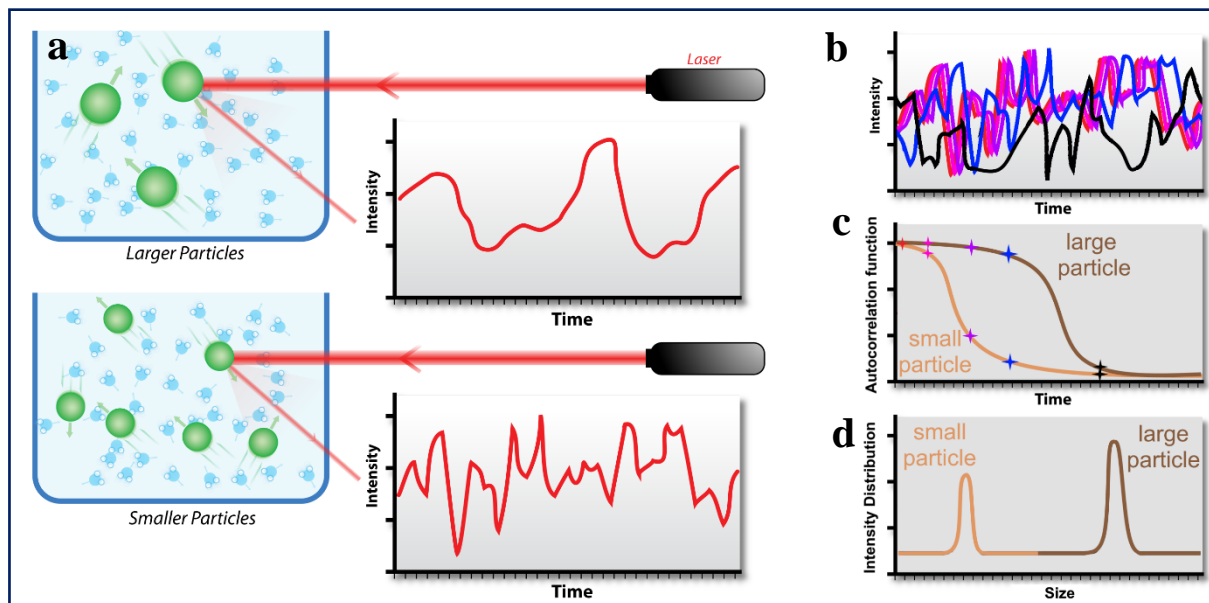 a
Laser
Intensity
Time
Larger Particles
Intensity
Time
Smaller Particles
b
Intensity
Time
c
large
particle
small
particle
Autocorrelation function
Time
d
small
particle
large
particle
Intensity Distribution
Size